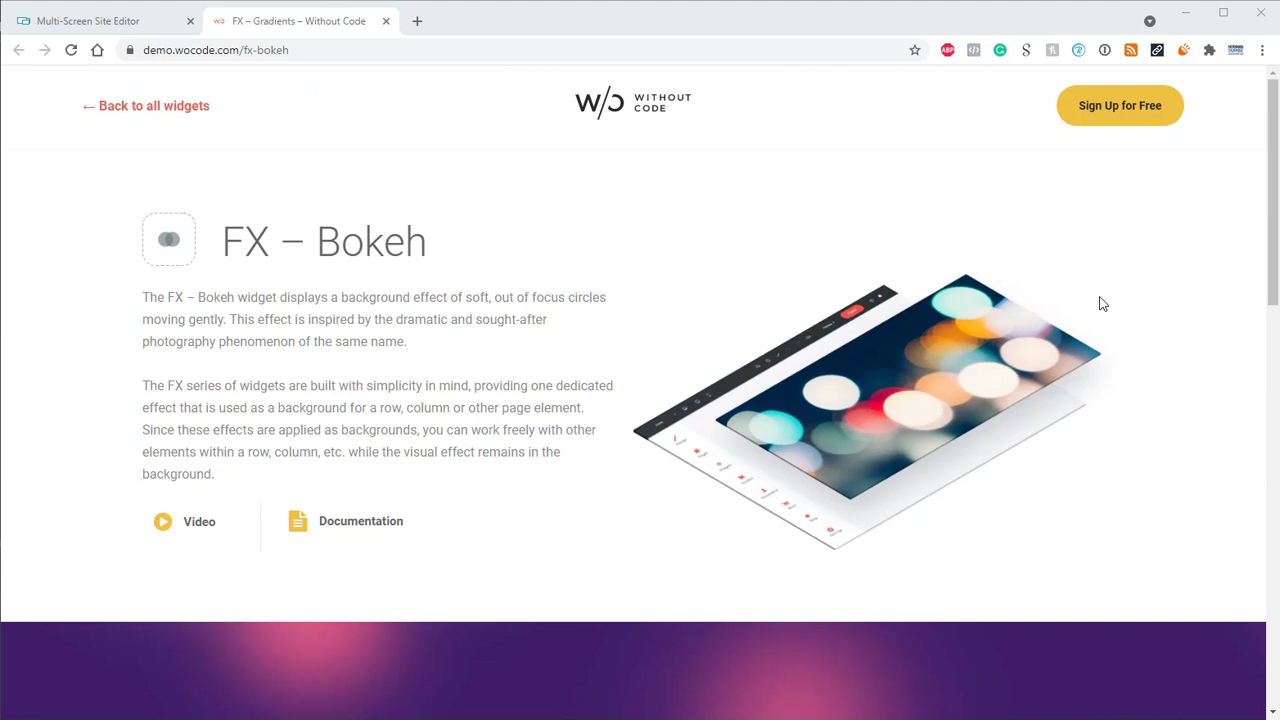 Multi-Screen Site Editor
FX – Gradients – Without Code
demo.wocode.com/fx-bokeh
ABP
← Back to all widgets
W/O WITHOUT CODE
Sign Up for Free
FX – Bokeh
The FX – Bokeh widget displays a background effect of soft, out of focus circles
moving gently. This effect is inspired by the dramatic and sought-after
photography phenomenon of the same name.
The FX series of widgets are built with simplicity in mind, providing one dedicated
effect that is used as a background for a row, column or other page element.
Since these effects are applied as backgrounds, you can work freely with other
elements within a row, column, etc. while the visual effect remains in the
background.
Video
Documentation